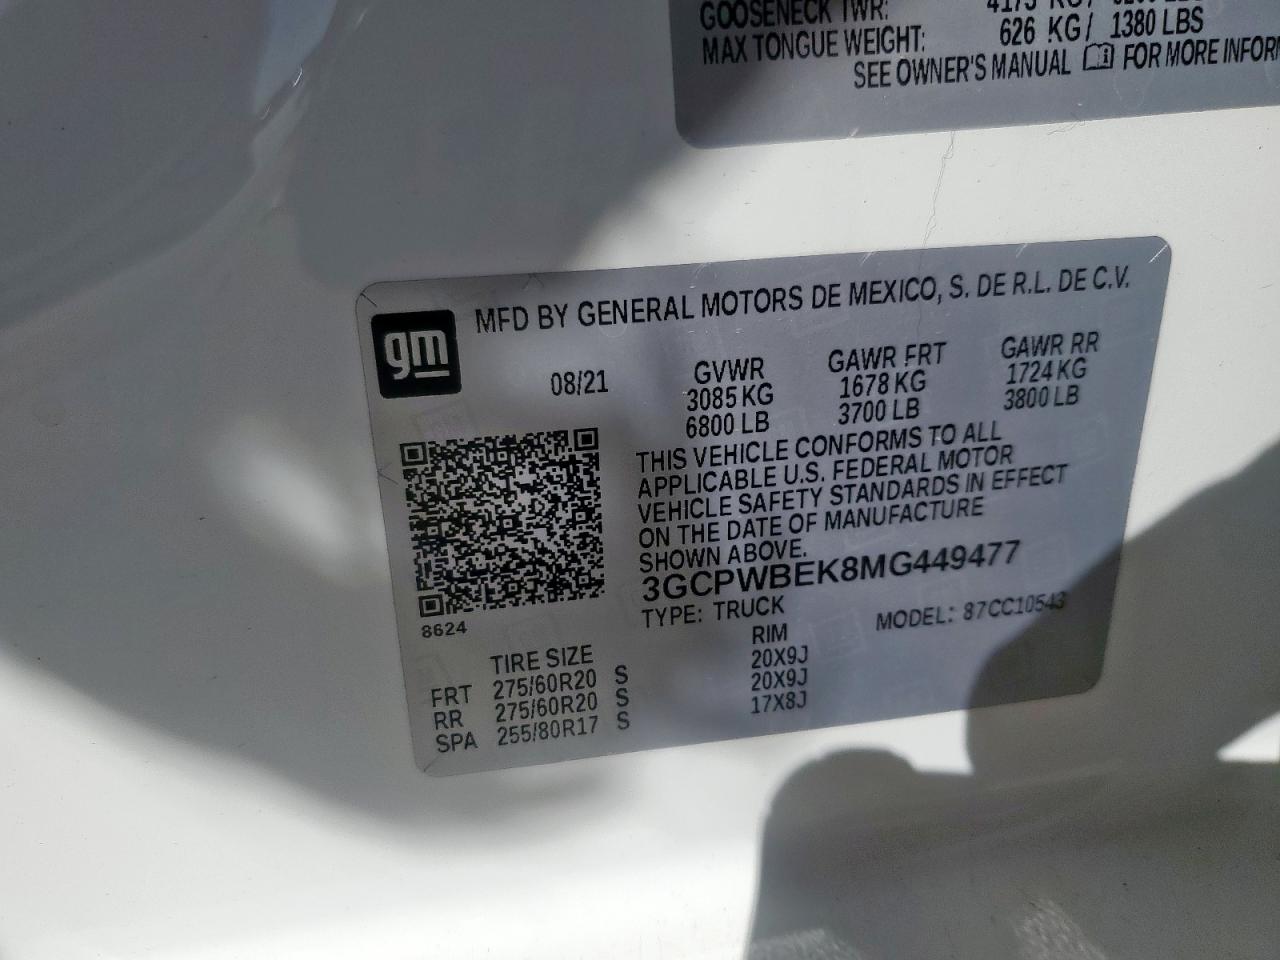 GOOSENECK TWR:
MAX TONGUE WEIGHT: 626 KG/ 1380 LBS
SEE OWNER'S MANUAL FOR MORE
gm
MFD BY GENERAL MOTORS DE MEXICO, S. DE R.L. DE C.V.
08/21 GVWR GAWR FRT GAWR RR
3085 KG 1678 KG 1724 KG
6800 LB 3700 LB 3800 LB
THIS VEHICLE CONFORMS TO ALL
APPLICABLE U.S. FEDERAL MOTOR
VEHICLE SAFETY STANDARDS IN EFFECT
ON THE DATE OF MANUFACTURE
SHOWN ABOVE.
3GCPWBEK8MG449477
TYPE: TRUCK MODEL: 87CC10543
8624
TIRE SIZE RIM
FRT 275/60R20 S 20X9J
RR 275/60R20 S 20X9J
SPA 255/80R17 S 17X8J